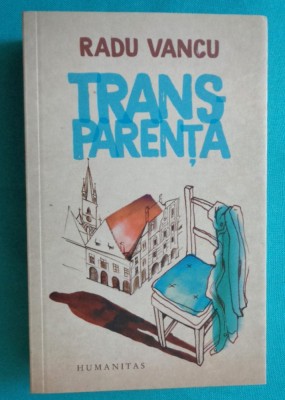 RADU VANCU
TRANS-
PARENȚA
HUMANITAS